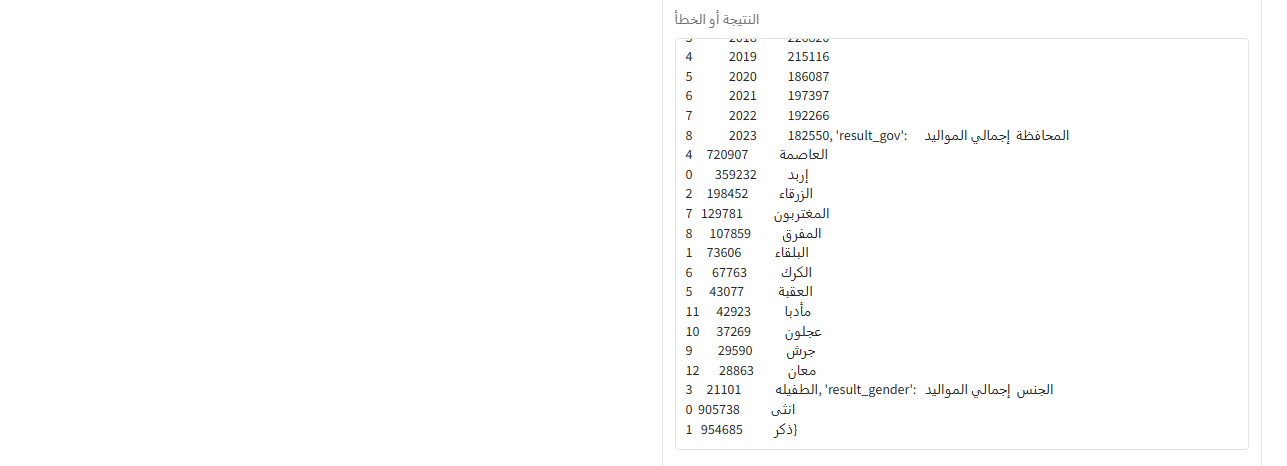 النتيجة أو الخطأ
3 2018 220820
4 2019 215116
5 2020 186087
6 2021 197397
7 2022 192266
8 2023 182550, 'result_gov': المحافظة إجمالي المواليد
4 720907 العاصمة
0 359232 إربد
2 198452 الزرقاء
7 129781 المغتربون
8 107859 المفرق
1 73606 البلقاء
6 67763 الكرك
5 43077 العقبة
11 42923 مأدبا
10 37269 عجلون
9 29590 جرش
12 28863 معان
3 21101 الطفيله, 'result_gender': الجنس إجمالي المواليد
0 905738 انثى
1 954685 ذكر}